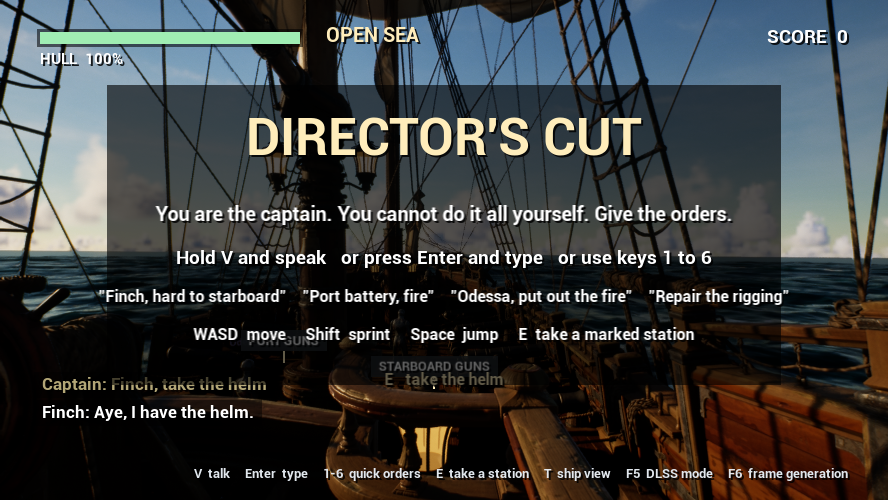 OPEN SEA
SCORE 0
HULL 100%
DIRECTOR'S CUT
You are the captain. You cannot do it all yourself. Give the orders.
Hold V and speak or press Enter and type or use keys 1 to 6
"Finch, hard to starboard" "Port battery, fire" "Odessa, put out the fire" "Repair the rigging"
WASD move Shift sprint Space jump E take a marked station
PORT GUNS
STARBOARD GUNS
E take the helm
Captain: Finch, take the helm
Finch: Aye, I have the helm.
V talk Enter type 1-6 quick orders E take a station T ship view F5 DLSS mode F6 frame generation